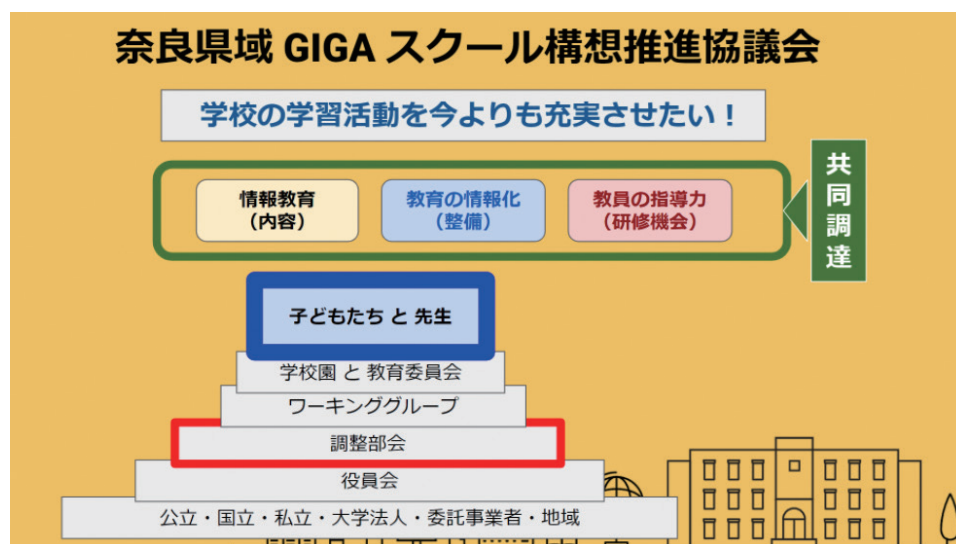 奈良県域 GIGA スクール構想推進協議会
学校の学習活動を今よりも充実させたい！
情報教育
（内容）
教育の情報化
（整備）
教員の指導力
（研修機会）
共同調達
子どもたち と 先生
学校園 と 教育委員会
ワーキンググループ
調整部会
役員会
公立・国立・私立・大学法人・委託事業者・地域